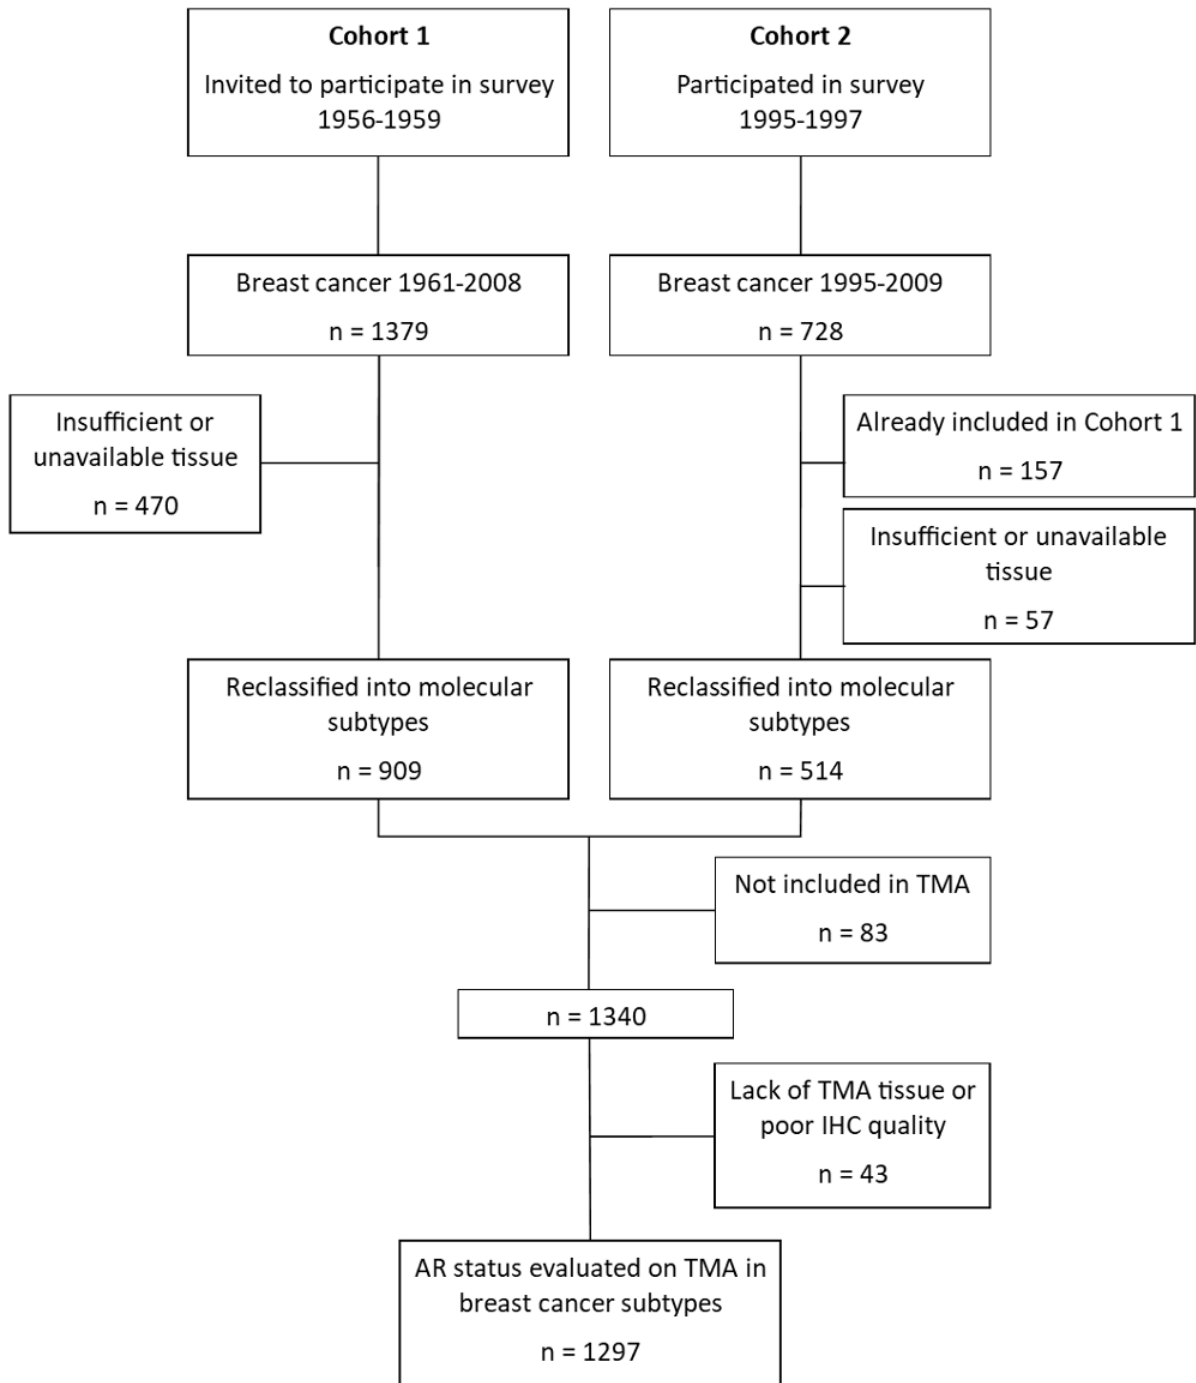 Cohort 1
Invited to participate in survey
1956-1959
Cohort 2
Participated in survey
1995-1997
Breast cancer 1961-2008
n = 1379
Breast cancer 1995-2009
n = 728
Insufficient or
unavailable tissue
n = 470
Already included in Cohort 1
n = 157
Insufficient or unavailable
tissue
n = 57
Reclassified into molecular
subtypes
n = 909
Reclassified into molecular
subtypes
n = 514
Not included in TMA
n = 83
n = 1340
Lack of TMA tissue or
poor IHC quality
n = 43
AR status evaluated on TMA in
breast cancer subtypes
n = 1297